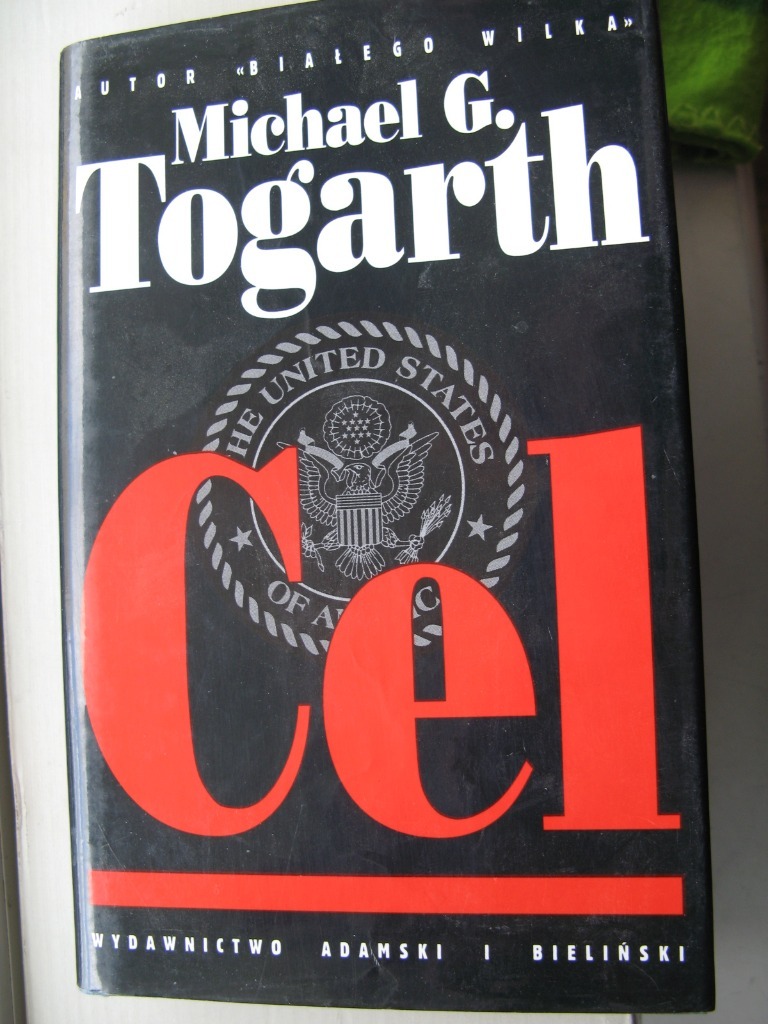 AUTOR «BIAŁEGO WILKA»
Michael G.
Togarth
THE UNITED STATES
OF
Cel
WYDAWNICTWO ADAMSKI I BIELIŃSKI